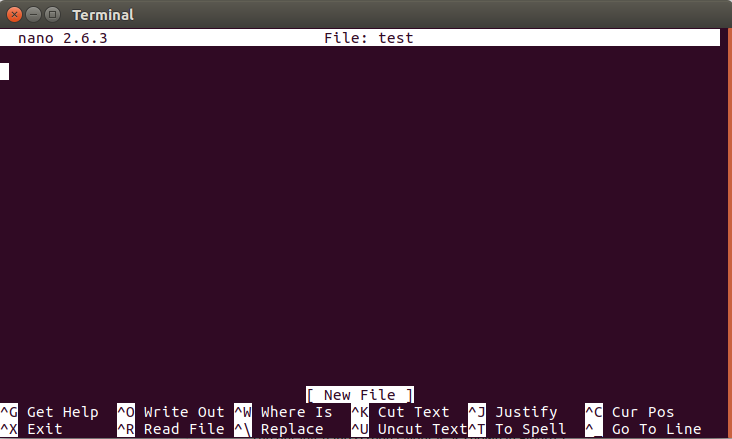 Terminal
nano 2.6.3 File: test
[ New File ]
^G Get Help ^O Write Out ^W Where Is ^K Cut Text ^J Justify ^C Cur Pos
^X Exit ^R Read File ^\ Replace ^U Uncut Text ^T To Spell ^_ Go To Line